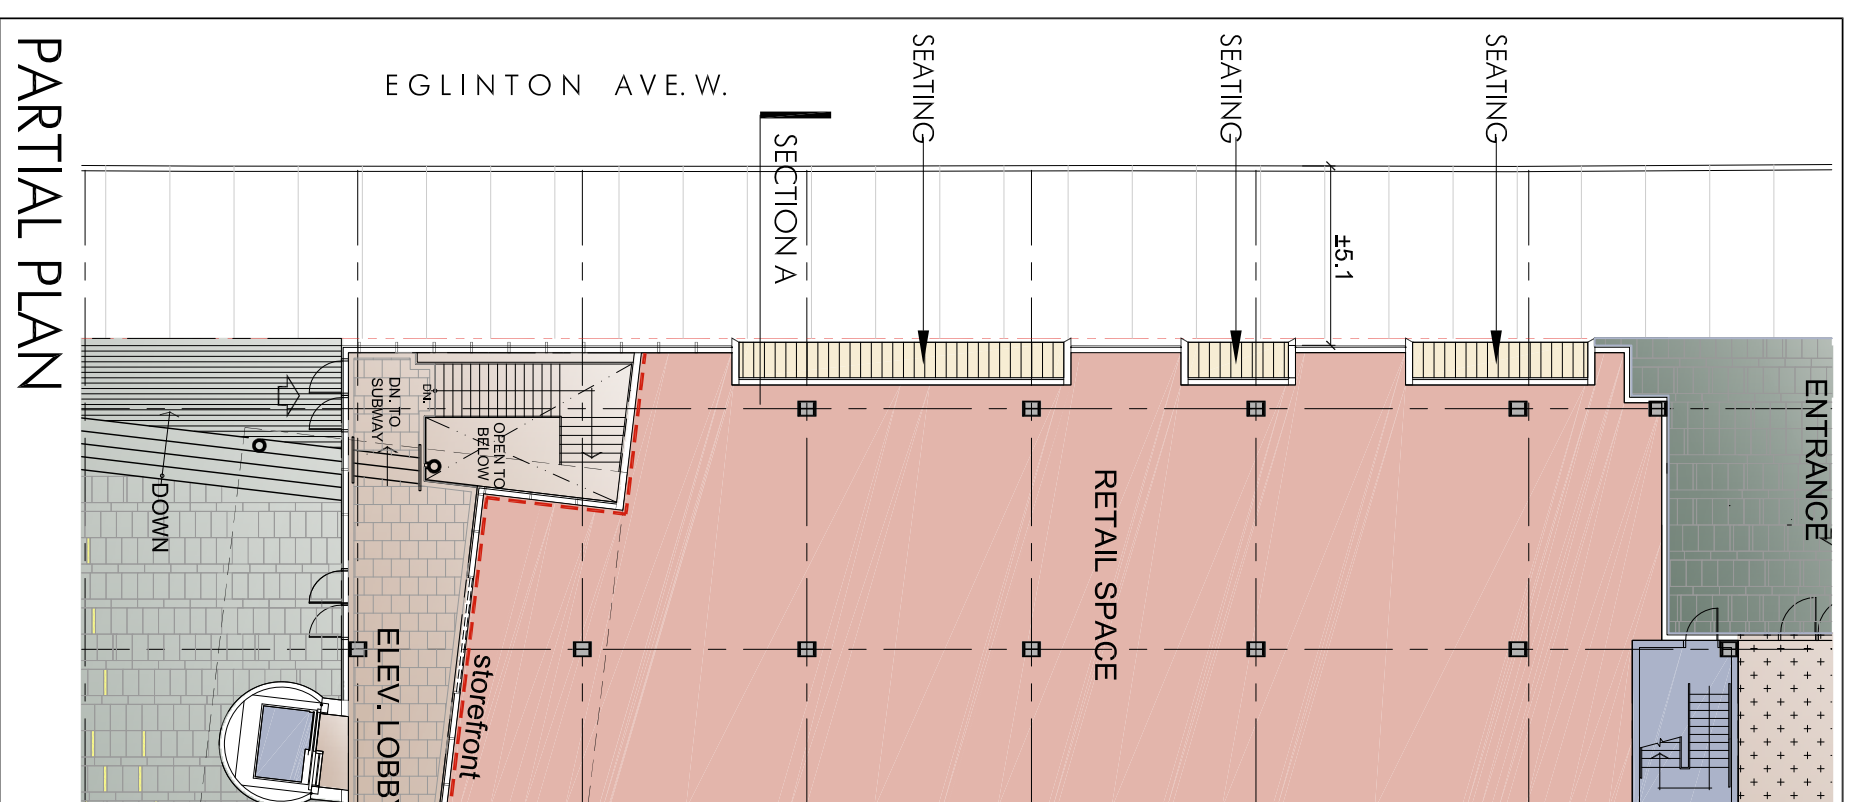 PARTIAL PLAN
EGLINTON AVE. W.
SEATING
SEATING
SEATING
SECTION A
±5.1
ENTRANCE
DN. TO
SUBWAY
DN.
OPEN TO
BELOW
DOWN
RETAIL SPACE
ELEV. LOBBY
storefront